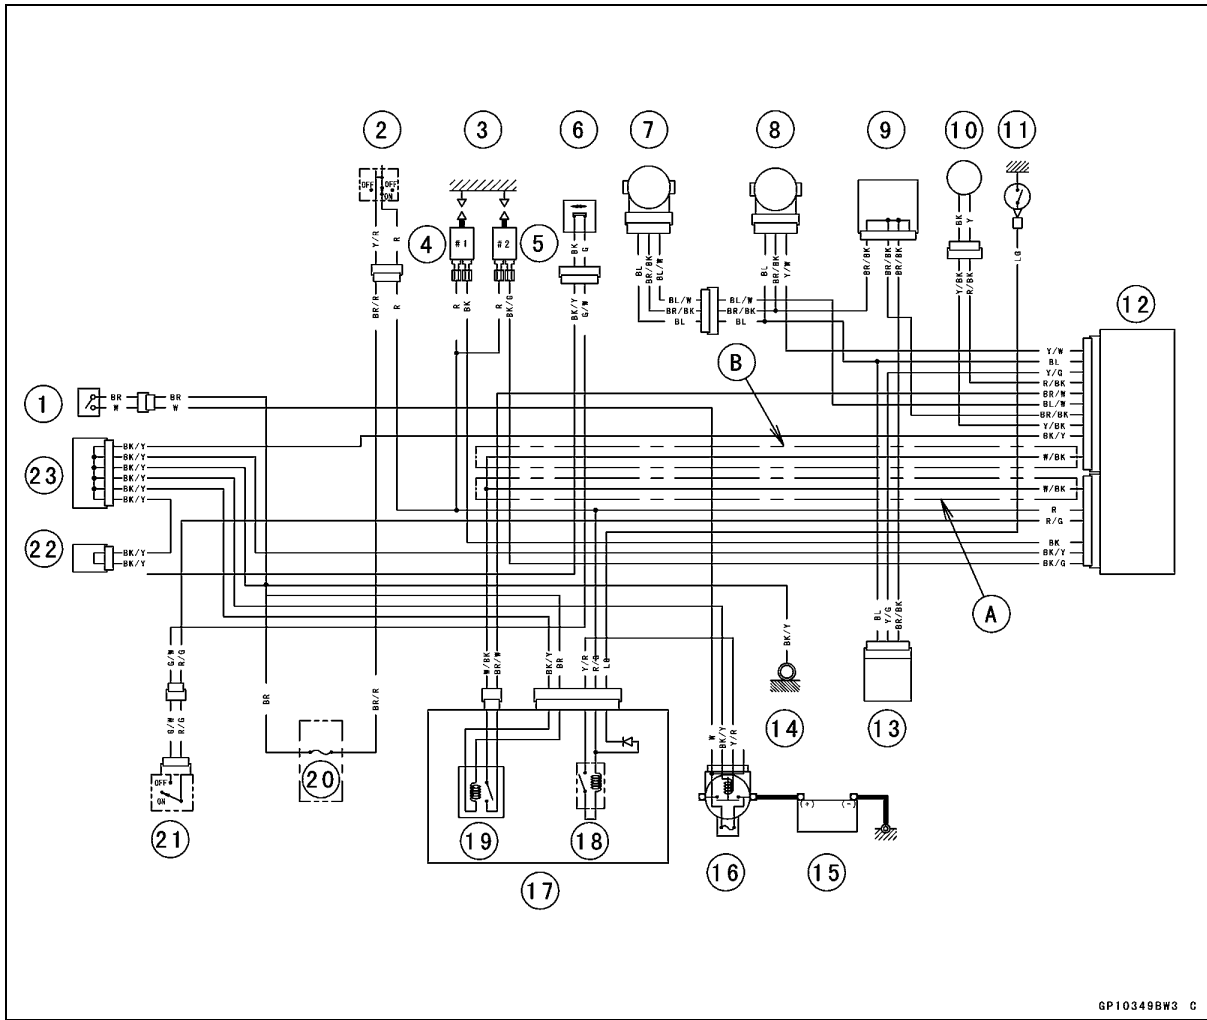 2
3
6
7
8
9
10
11
OFF
OFF
ON
4
#1
#2
5
Y/R
R
BK
G
BL
BR/BK
BL/W
BL
BR/BK
Y/W
BR/BK
BR/BK
BR/BK
BK
Y
LG
BR/R
R
R
BK
R
BK/G
BK/Y
G/W
BL/W
BR/BK
BL
BL/W
BR/BK
BL
Y/BK
R/BK
12
B
Y/W
BL
Y/G
R/BK
BR/W
BL/W
BR/BK
Y/BK
BK/Y
W/BK
W/BK
R
R/G
BK
BK/Y
BK/G
1
BR
W
BR
W
23
BK/Y
BK/Y
BK/Y
BK/Y
BK/Y
BK/Y
22
BK/Y
BK/Y
A
BL
Y/G
BR/BK
BK/Y
G/W
R/G
BR
BR/R
W/BK
BR/W
BK/Y
BR
Y/R
R/G
LG
G/W
R/G
W
BK/Y
Y/R
14
13
OFF
ON
20
21
19
18
(+)
(-)
17
16
15
GP10349BW3 C